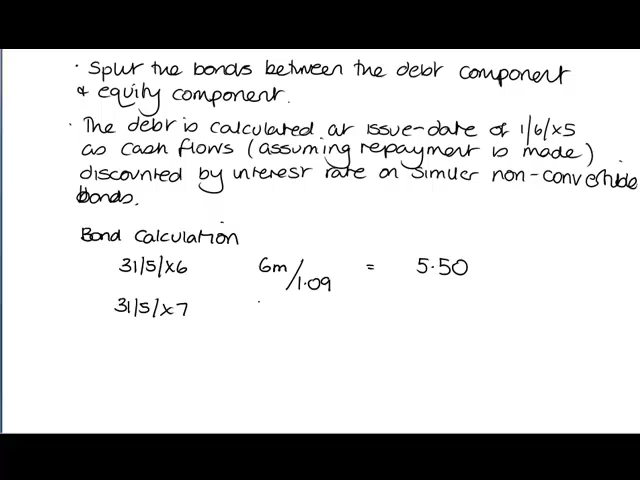 · Split the bonds between the debt component
& equity component.
· The debt is calculated at issue-date of 1/6/x5
as cash flows (assuming repayment is made)
discounted by interest rate on similar non-convertible
bonds.
Bond Calculation
31/5/x6 6m/1.09 = 5.50
31/5/x7